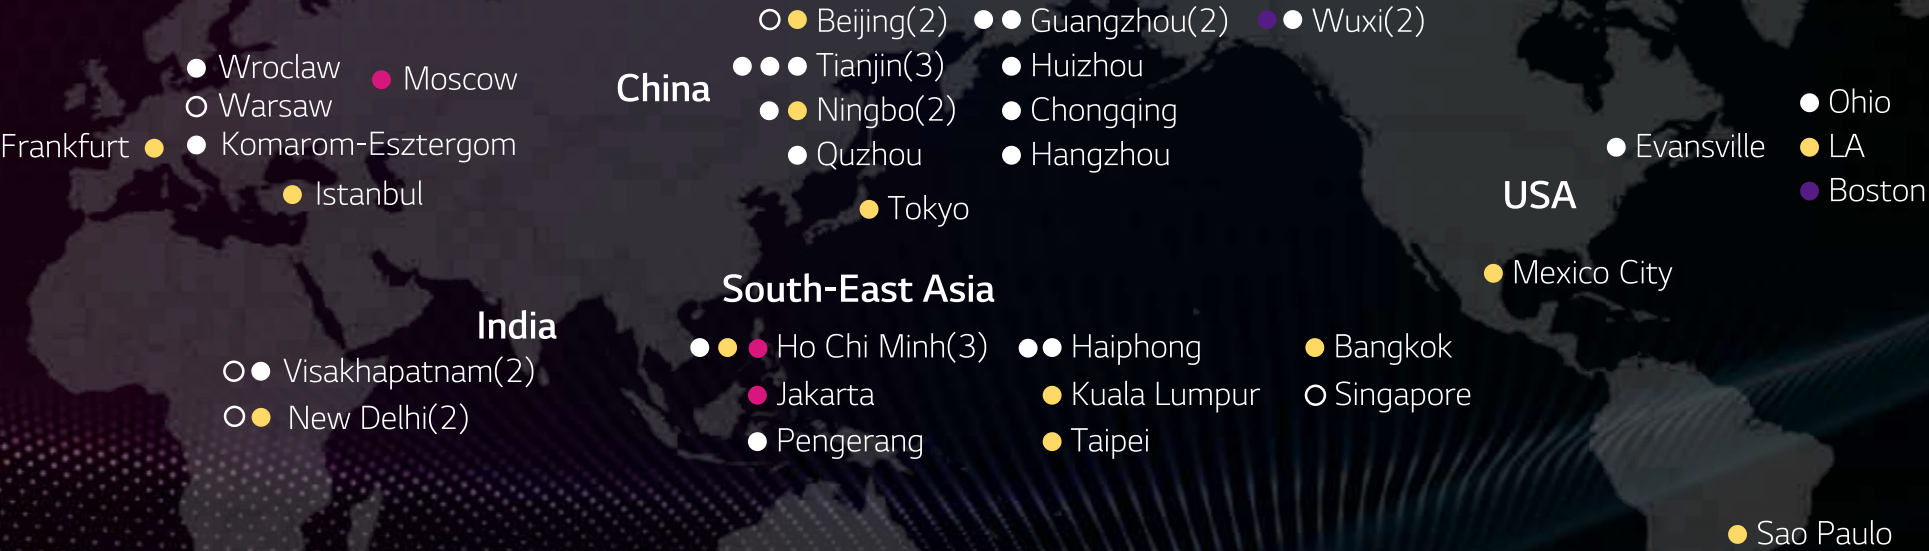 Wroclaw
Moscow
Warsaw
Frankfurt
Komarom-Esztergom
Istanbul
China
Beijing(2)
Guangzhou(2)
Wuxi(2)
Tianjin(3)
Huizhou
Ningbo(2)
Chongqing
Quzhou
Hangzhou
Tokyo
Ohio
Evansville
LA
USA
Boston
Mexico City
South-East Asia
Ho Chi Minh(3)
Haiphong
Bangkok
Jakarta
Kuala Lumpur
Singapore
Pengerang
Taipei
India
Visakhapatnam(2)
New Delhi(2)
Sao Paulo